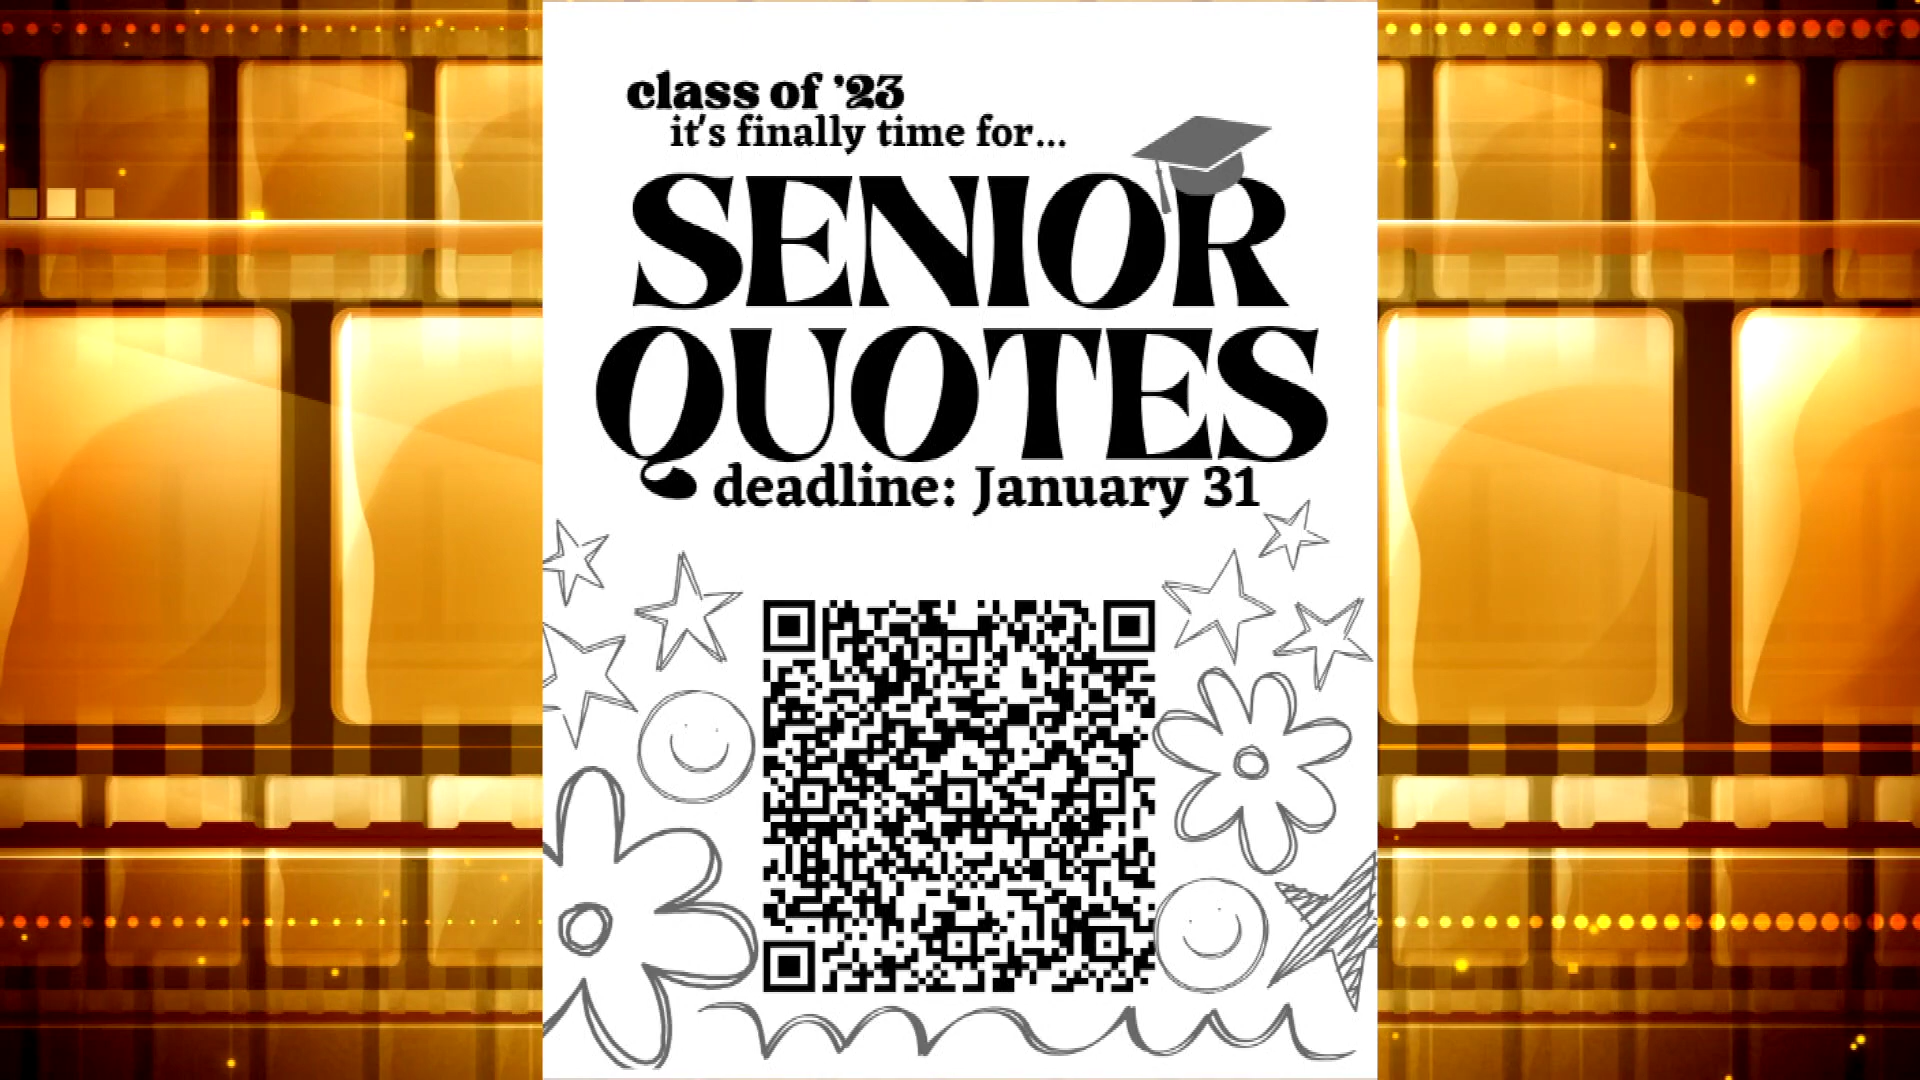 class of '23
it's finally time for...
SENIOR
QUOTES
deadline: January 31